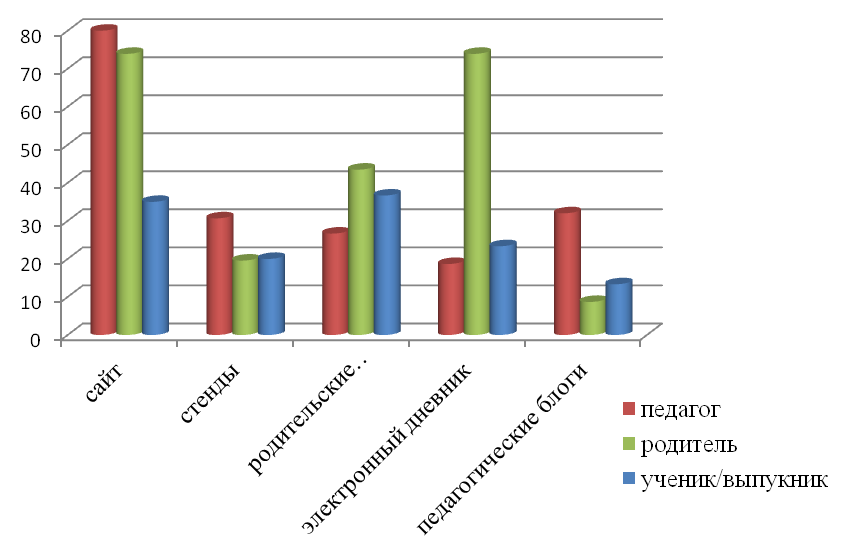 80
70
60
50
40
30
20
10
0
сайт
стенды
родительские..
электронный дневник
педагогические блоги
педагог
родитель
ученик/выпукник